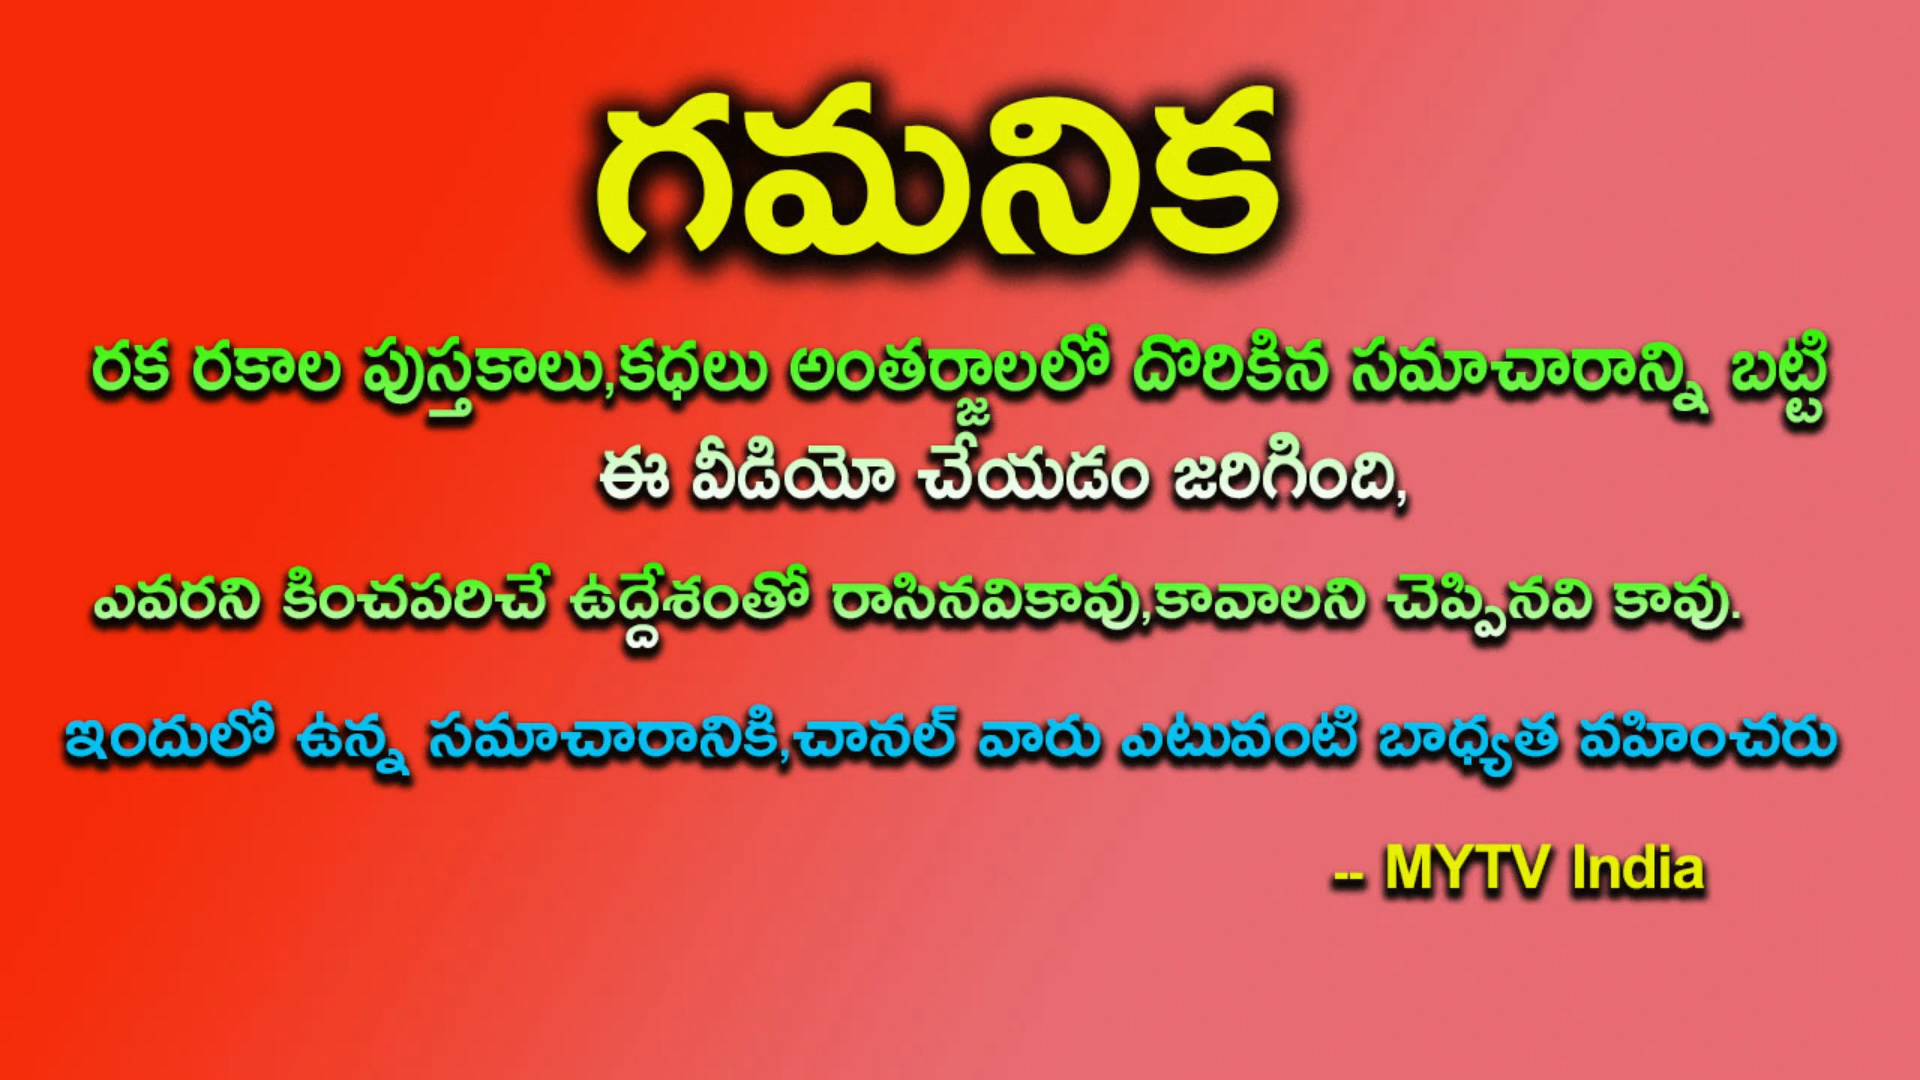 గమనిక
రక రకాల పుస్తకాలు,కధలు అంతర్జాలలో దొరికిన సమాచారాన్ని బట్టి
ఈ వీడియో చేయడం జరిగింది,
ఎవరని కించపరిచే ఉద్దేశంతో రాసినవికావు,కావాలని చెప్పినవి కావు.
ఇందులో ఉన్న సమాచారానికి,చానల్ వారు ఎటువంటి బాధ్యత వహించరు
-- MYTV India